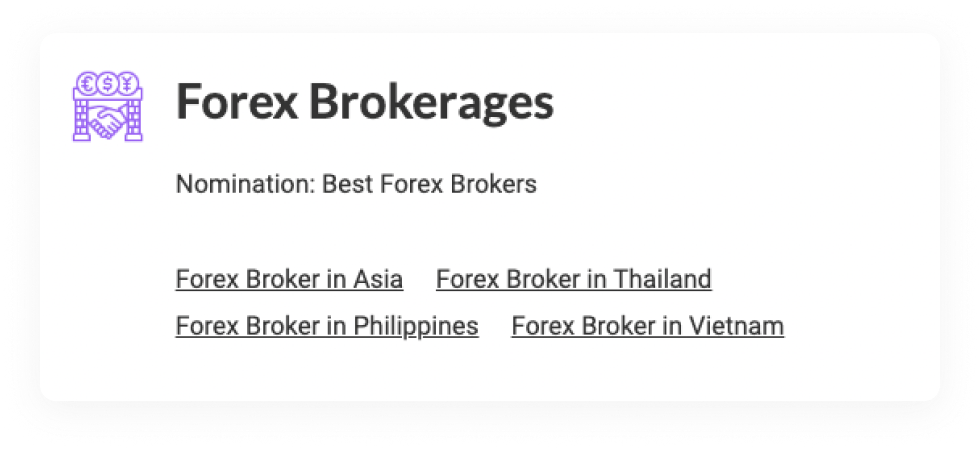 Forex Brokerages
Nomination: Best Forex Brokers
Forex Broker in Asia Forex Broker in Thailand
Forex Broker in Philippines Forex Broker in Vietnam